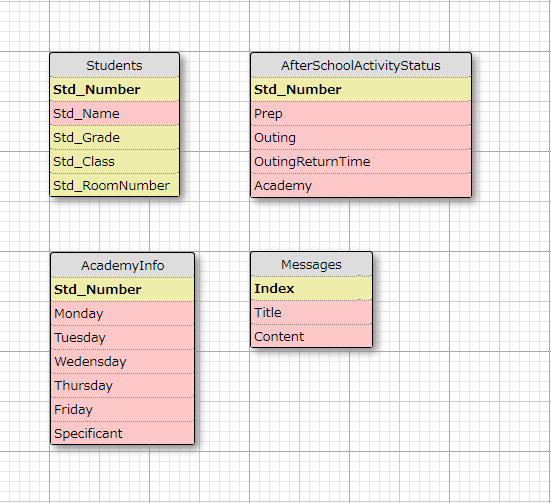 Students
Std_Number
Std_Name
Std_Grade
Std_Class
Std_RoomNumber
AfterSchoolActivityStatus
Std_Number
Prep
Outing
OutingReturnTime
Academy
AcademyInfo
Std_Number
Monday
Tuesday
Wedensday
Thursday
Friday
Specificant
Messages
Index
Title
Content